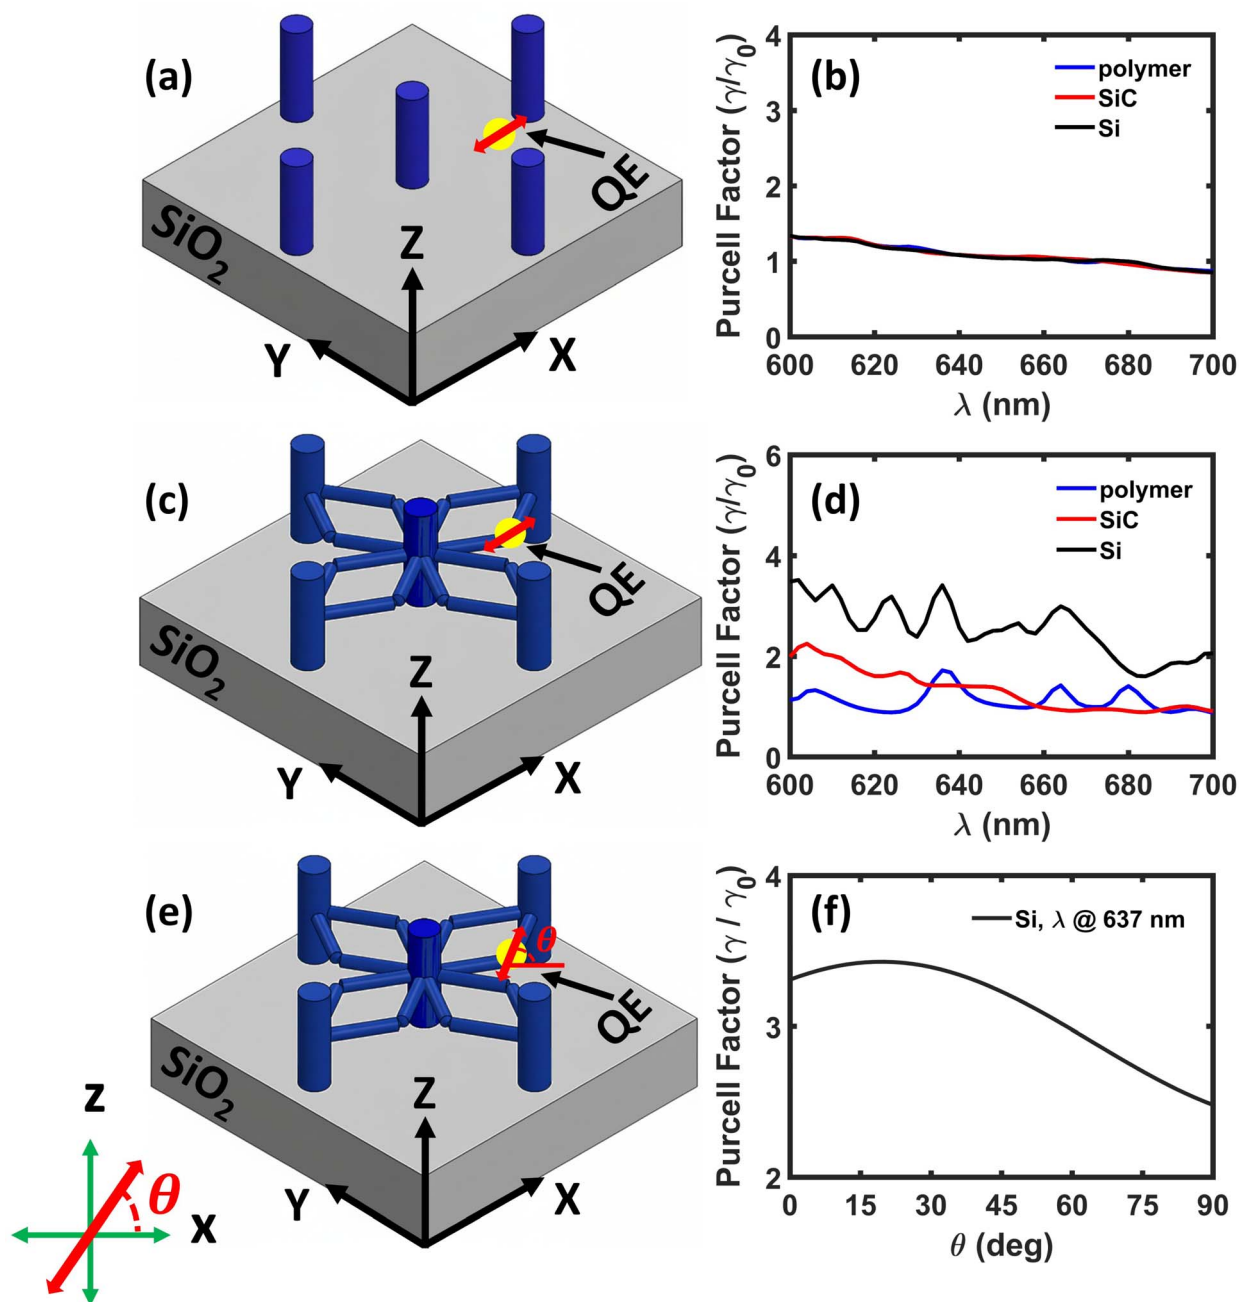 (a)
QE
SiO2
Z
Y
X
(b)
Purcell Factor (γ/γ0)
4
3
2
1
0
polymer
SiC
Si
600
620
640
660
680
700
λ (nm)
(c)
QE
SiO2
Z
Y
X
(d)
Purcell Factor (γ/γ0)
6
4
2
0
polymer
SiC
Si
600
620
640
660
680
700
λ (nm)
(e)
θ
QE
SiO2
Z
Y
X
z
θ
x
(f)
Purcell Factor (γ / γ0)
4
3
2
Si, λ @ 637 nm
0
15
30
45
60
75
90
θ (deg)